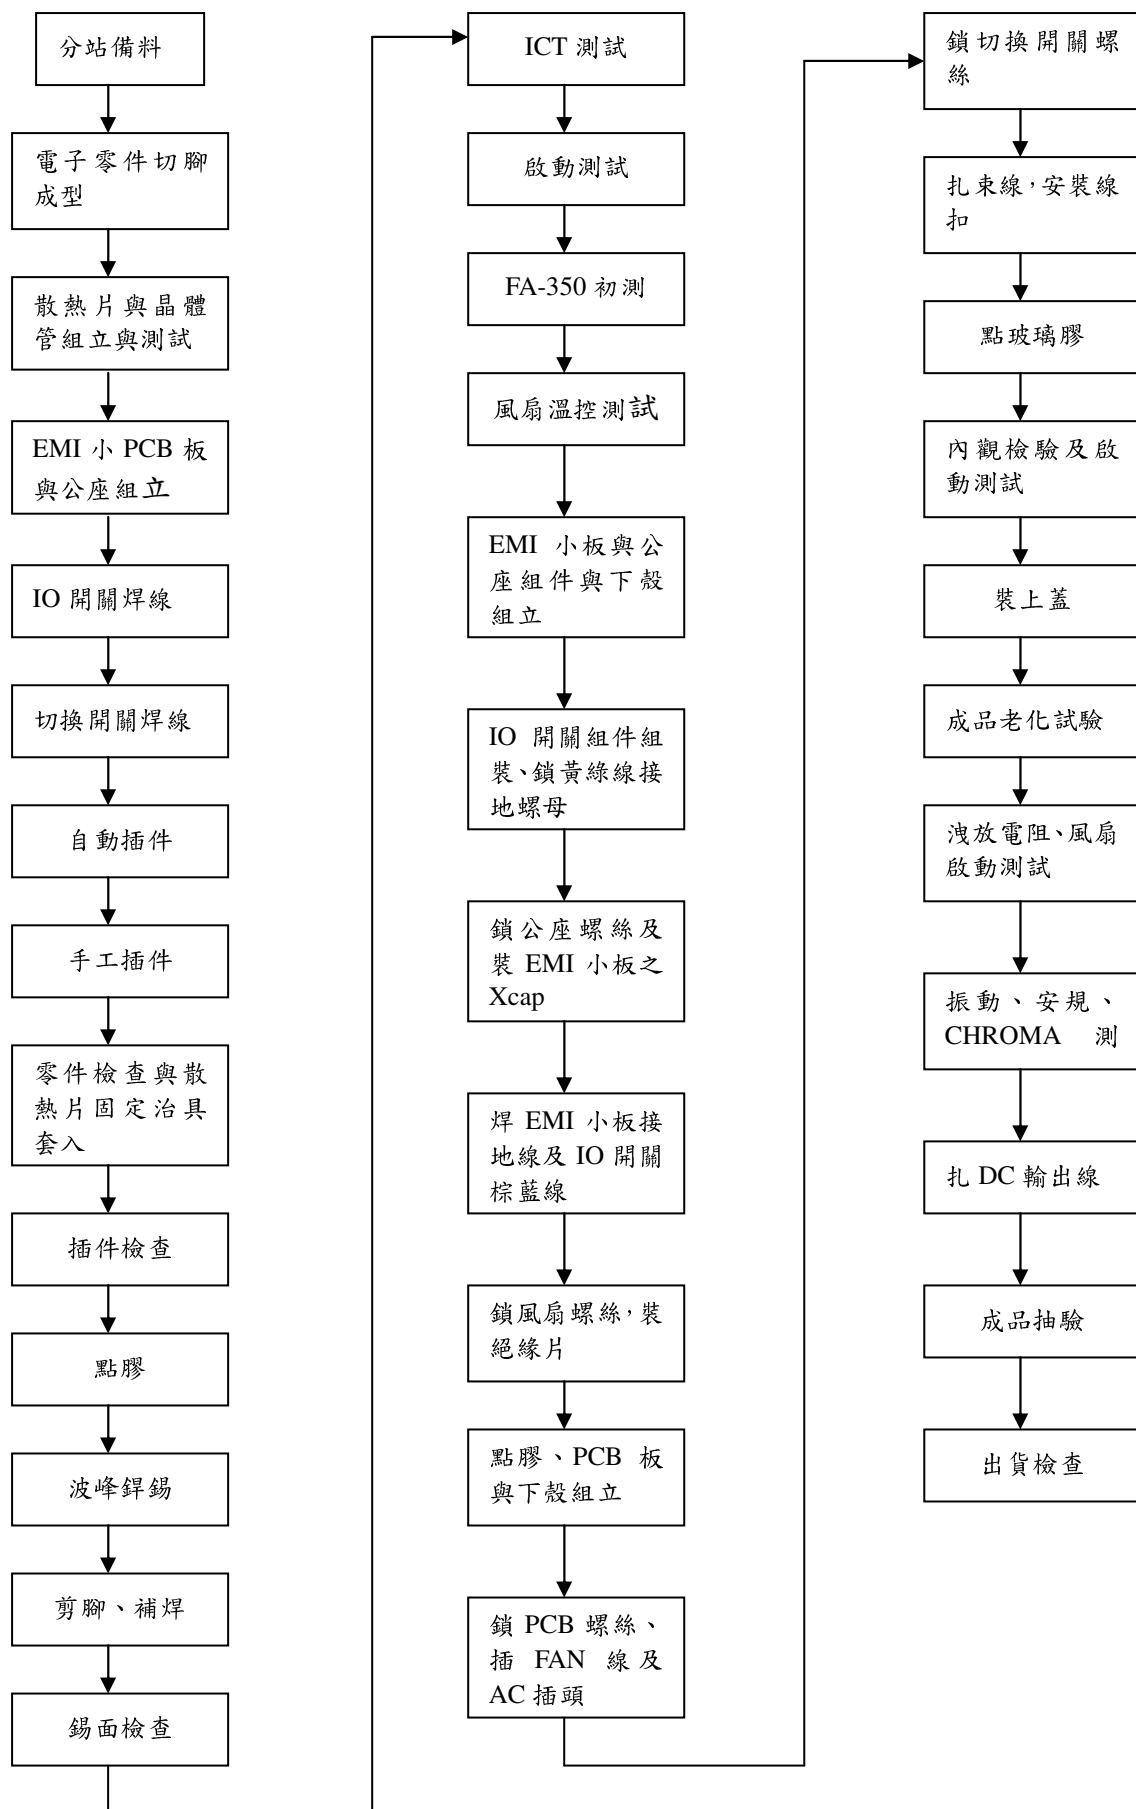 分站備料
電子零件切腳
成型
散熱片與晶體
管組立與測試
EMI 小 PCB 板
與公座組立
IO 開關焊線
切換開關焊線
自動插件
手工插件
零件檢查與散
熱片固定治具
套入
插件檢查
點膠
波峰銲錫
剪腳、補焊
錫面檢查
ICT 測試
啟動測試
FA-350 初測
風扇溫控測試
EMI 小板與公
座組件與下殼
組立
IO 開關組件組
裝、鎖黃綠線接
地螺母
鎖公座螺絲及
裝 EMI 小板之
Xcap
焊 EMI 小板接
地線及 IO 開關
棕藍線
鎖風扇螺絲，裝
絕緣片
點膠、PCB 板
與下殼組立
鎖 PCB 螺絲、
插 FAN 線及
AC 插頭
鎖切換開關螺
絲
扎束線，安裝線
扣
點玻璃膠
內觀檢驗及啟
動測試
裝上蓋
成品老化試驗
洩放電阻、風扇
啟動測試
振動、安規、
CHROMA 測
扎 DC 輸出線
成品抽驗
出貨檢查